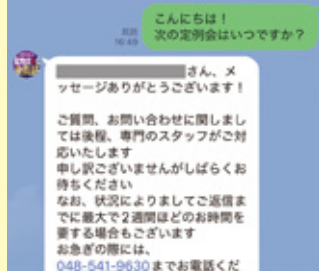 こんにちは！
次の定例会はいつですか？
既読
16:49
さん、メ
ッセージありがとうございます！
ご質問、お問い合わせに関しまし
ては後程、専門のスタッフがご対
応いたします
申し訳ございませんがしばらくお
待ちください
なお、状況によりましてご返信ま
でに最大で2週間ほどのお時間を
要する場合もございます
お急ぎの際には、
048-541-9630までお電話くだ